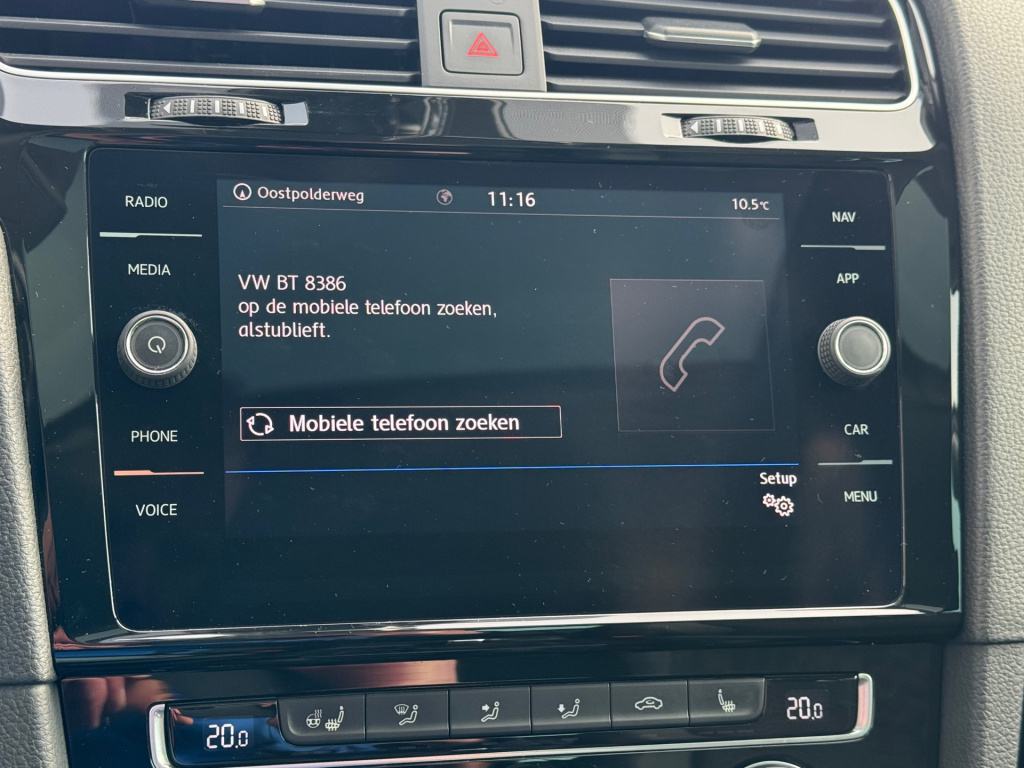 RADIO
MEDIA
PHONE
VOICE
Oostpolderweg
11:16
10.5°C
VW BT 8386
op de mobiele telefoon zoeken,
alstublieft.
Mobiele telefoon zoeken
Setup
NAV
APP
CAR
MENU
20.0
20.0